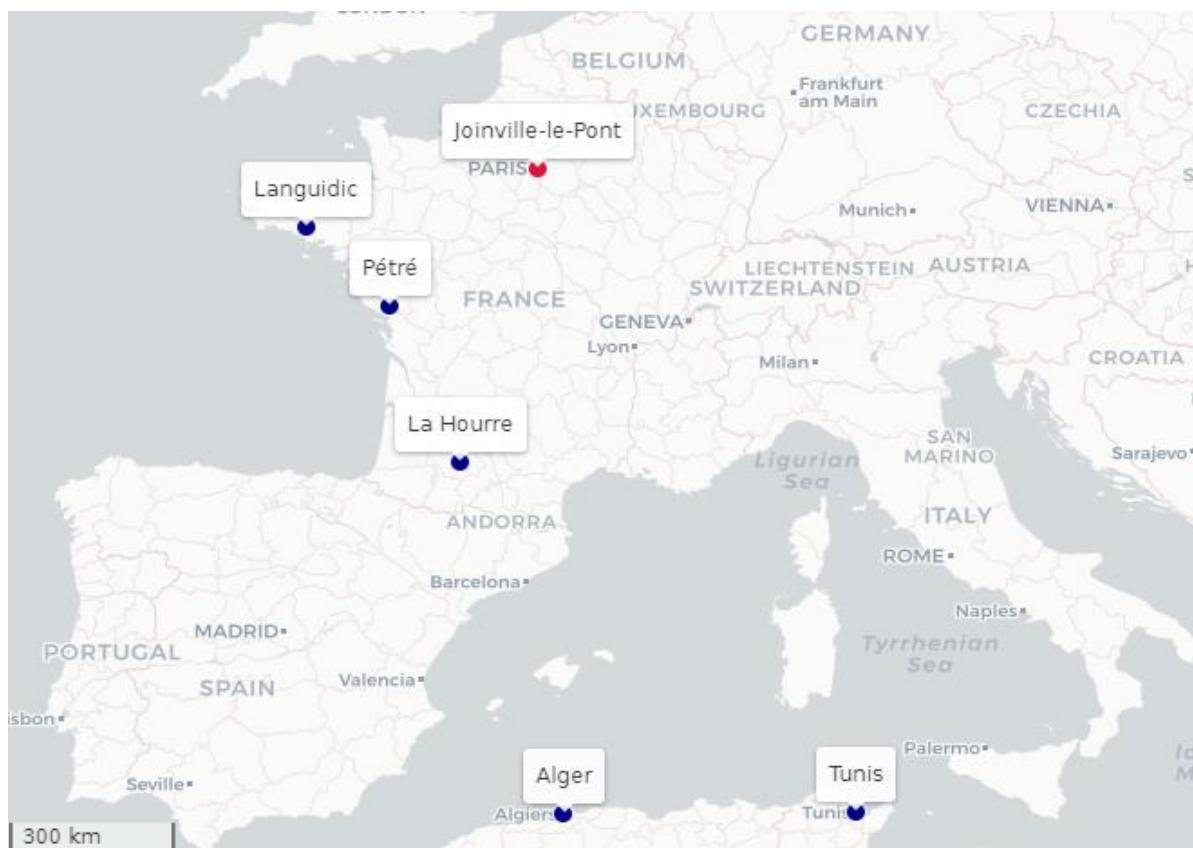 LONDON
GERMANY
BELGIUM
Frankfurt
am Main
UXEMBOURG
CZECHIA
Joinville-le-Pont
PARIS
Languidic
Munich
VIENNA
Pétré
LIECHTENSTEIN
AUSTRIA
SWITZERLAND
FRANCE
GENEVA
Lyon
Milan
CROATIA
La Hourre
SAN
MARINO
Sarajevo
Ligurian
Sea
ANDORRA
ITALY
ROME
Barcelona
Naples
MADRID
PORTUGAL
Tyrrhenian
Sea
SPAIN
Valencia
isbon
Palermo
Alger
Tunis
Seville
Algiers
Tunis
300 km